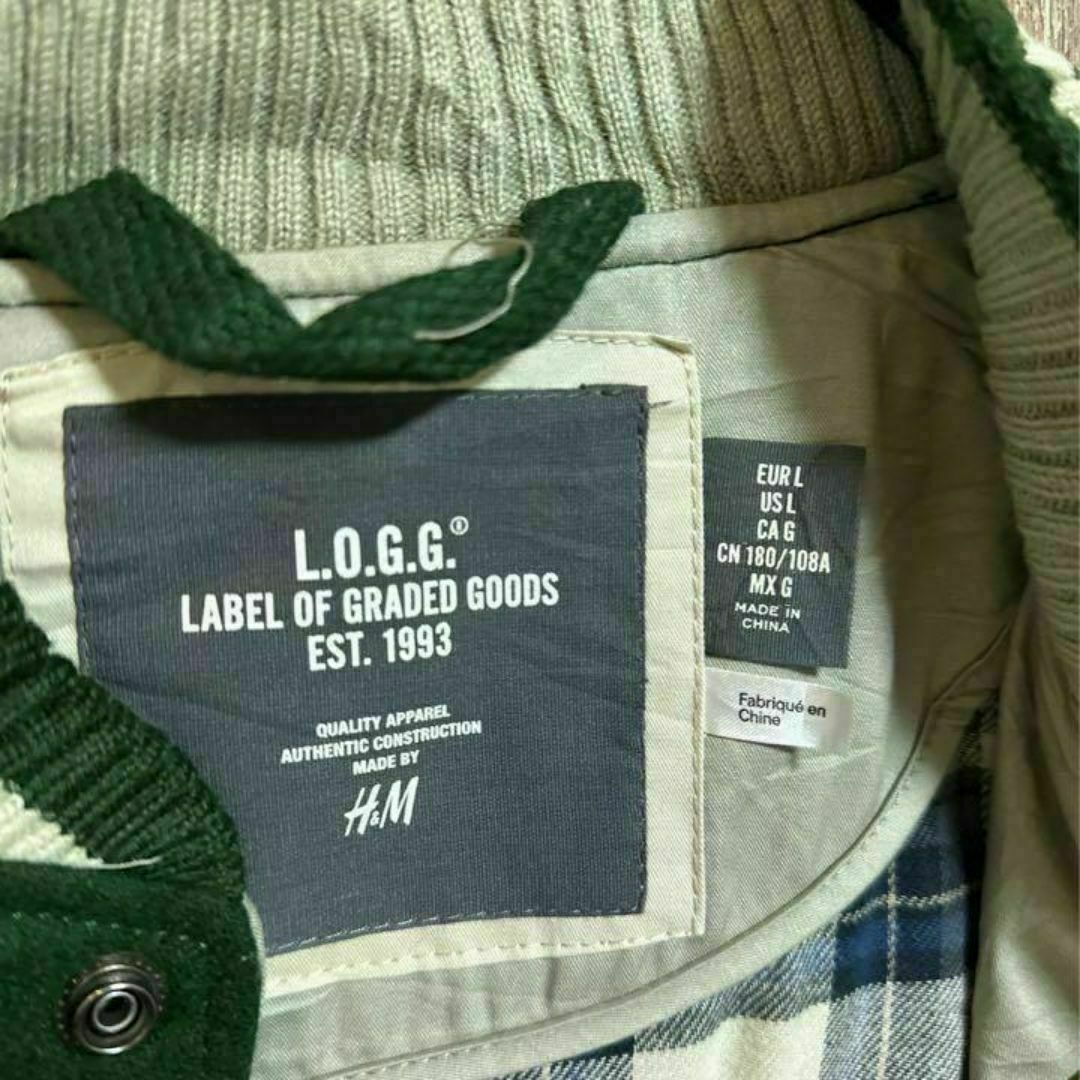 L.O.G.G.®
LABEL OF GRADED GOODS
EST. 1993
QUALITY APPAREL
AUTHENTIC CONSTRUCTION
MADE BY
H&M
EUR L
US L
CA G
CN 180/108A
MX G
MADE IN
CHINA
Fabriqué en
Chine